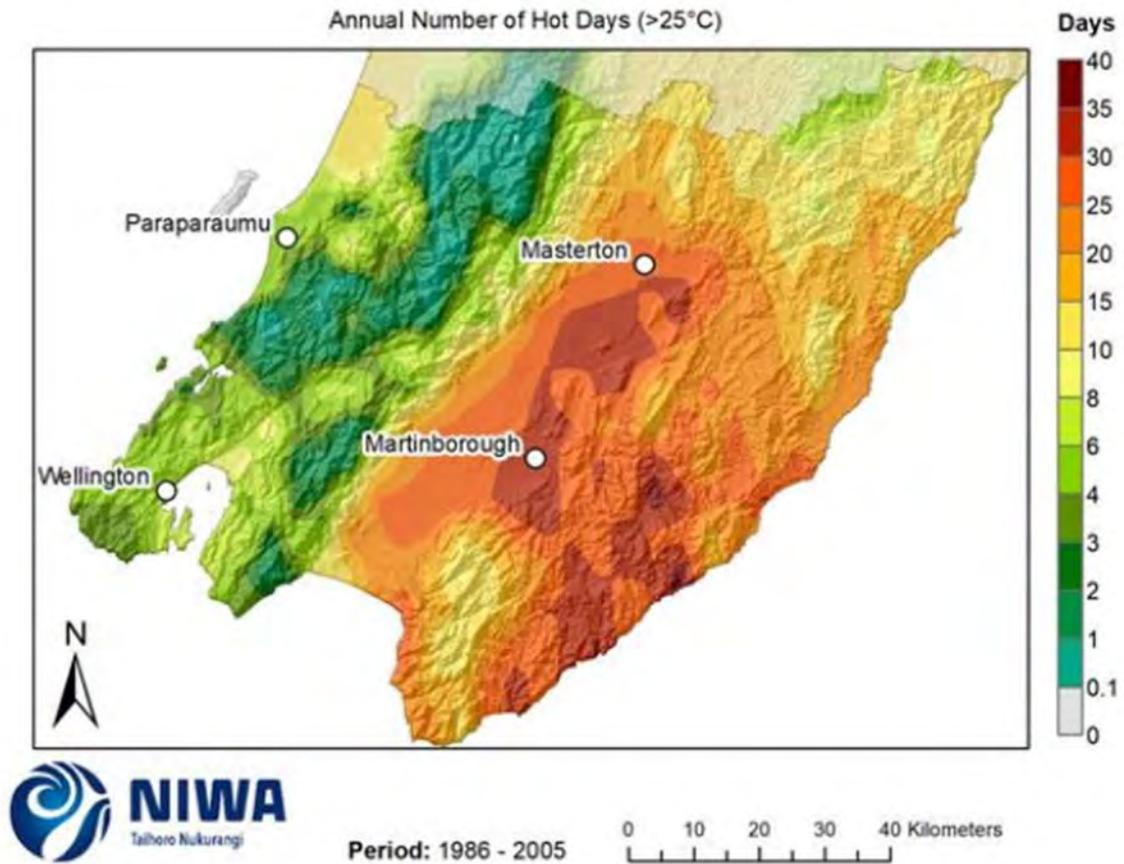 Annual Number of Hot Days (>25°C)
Days
40
35
30
25
20
15
10
8
6
4
3
2
1
0.1
0
Paraparaumu
Masterton
Martinborough
Wellington
N
NIWA
Taihoro Nukurangi
Period: 1986 - 2005
0 10 20 30 40 Kilometers